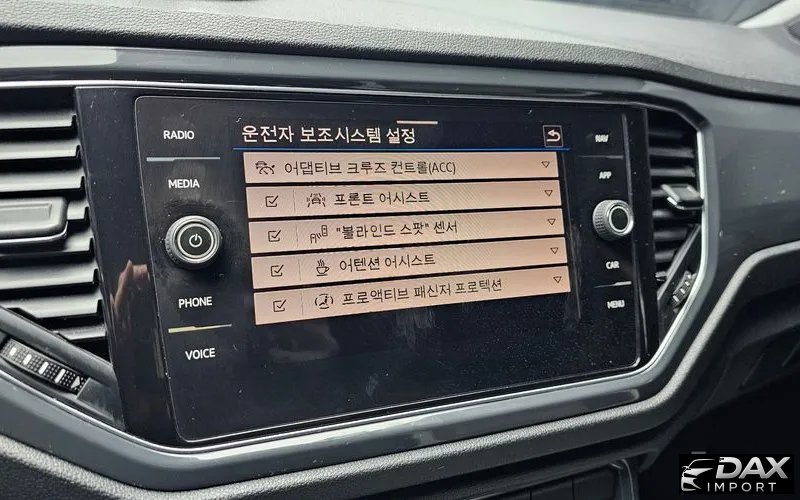 RADIO
MEDIA
PHONE
VOICE
운전자 보조시스템 설정
어댑티브 크루즈 컨트롤(ACC)
프론트 어시스트
"블라인드 스팟" 센서
어텐션 어시스트
프로액티브 패신저 프로텍션
NAV
APP
CAR
MENU
DAX
IMPORT